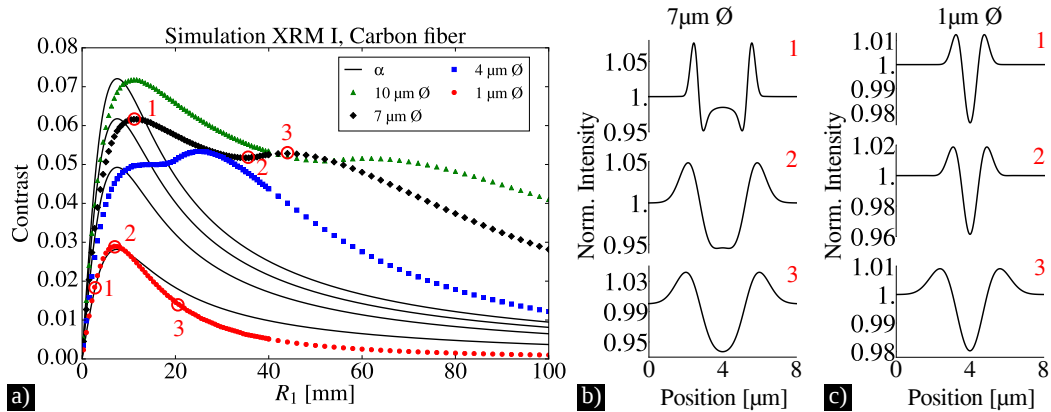 Simulation XRM I, Carbon fiber
Contrast
0.08
0.07
0.06
0.05
0.04
0.03
0.02
0.01
0.00
α
10 μm Ø
7 μm Ø
4 μm Ø
1 μm Ø
1
2
3
1
2
3
0 20 40 60 80 100
R₁ [mm]
a)
7μm Ø
Norm. Intensity
1
1.05
1.
0.95
2
1.05
1.
0.95
3
1.03
0.99
0.95
0 4 8
Position [μm]
b)
1μm Ø
Norm. Intensity
1
1.01
1.
0.99
0.98
2
1.02
1.
0.98
0.96
3
1.01
1.
0.99
0.98
0 4 8
Position [μm]
c)